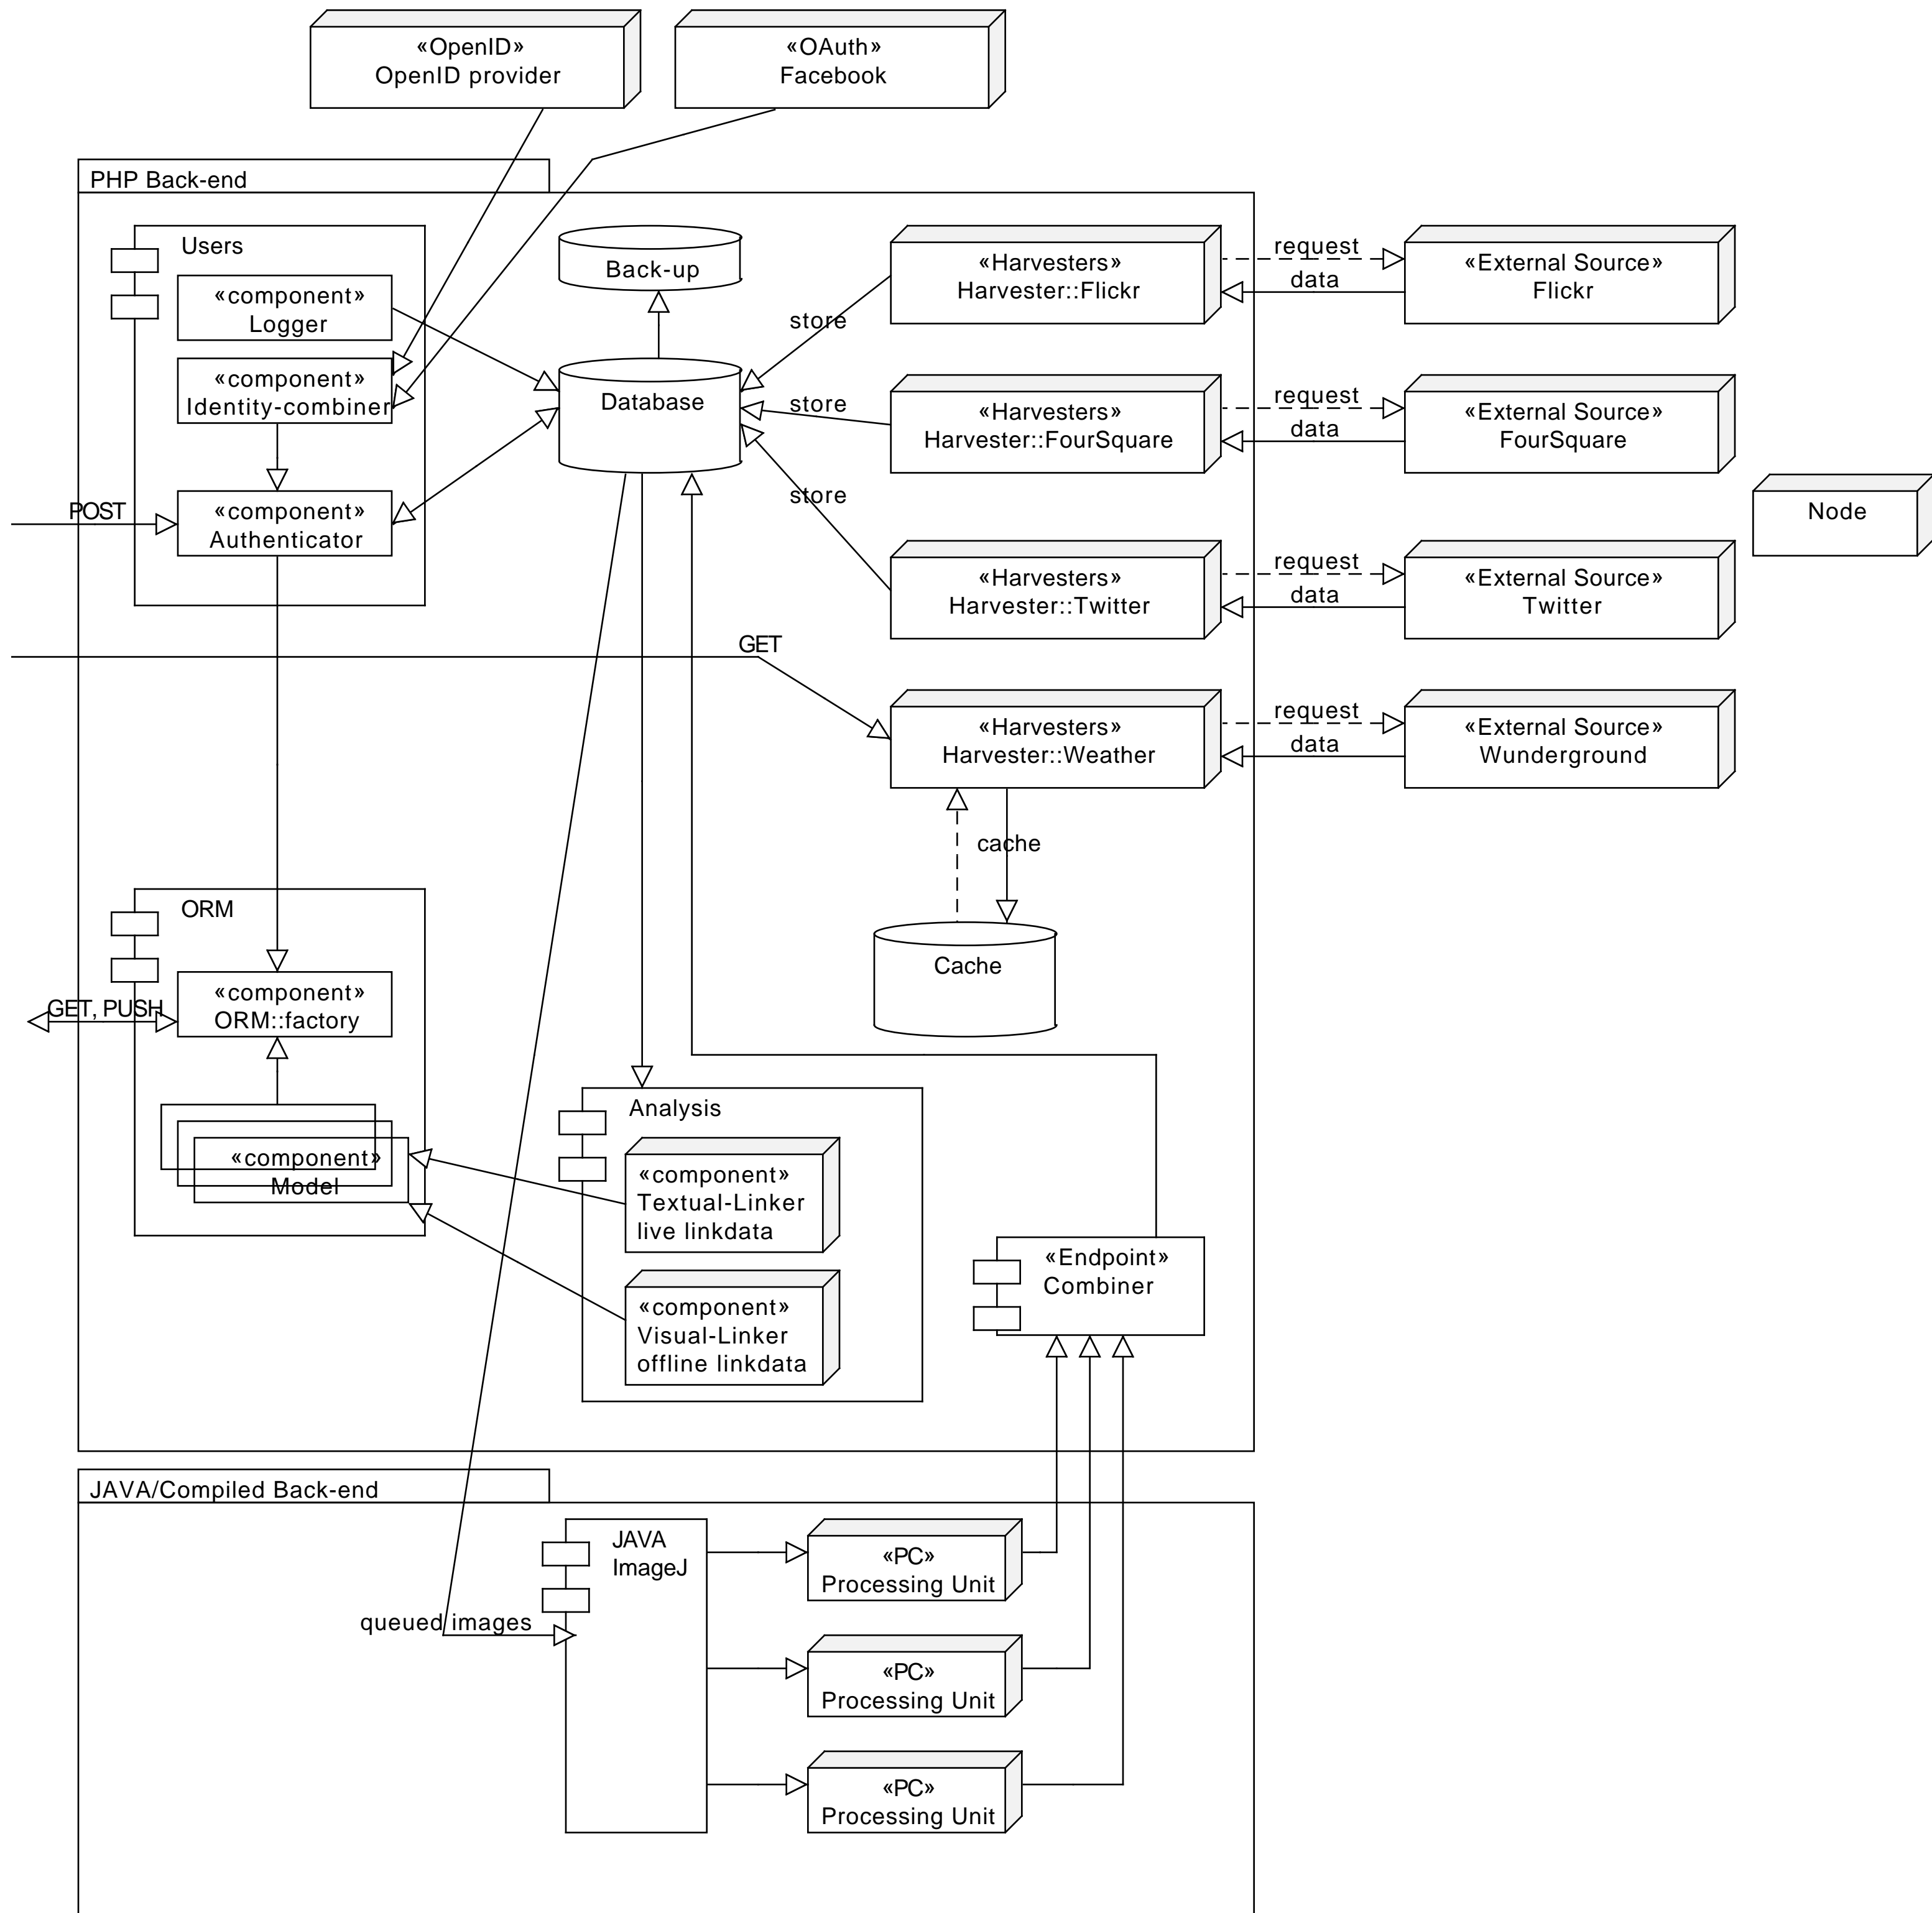 «OpenID»
OpenID provider
«OAuth»
Facebook
PHP Back-end
Users
«component»
Logger
«component»
Identity-combiner
«component»
Authenticator
POST
Back-up
Database
store
store
store
«Harvesters»
Harvester::Flickr
request
data
«External Source»
Flickr
«Harvesters»
Harvester::FourSquare
request
data
«External Source»
FourSquare
Node
«Harvesters»
Harvester::Twitter
request
data
«External Source»
Twitter
GET
«Harvesters»
Harvester::Weather
request
data
«External Source»
Wunderground
cache
Cache
ORM
«component»
ORM::factory
GET, PUSH
«component»
Model
Analysis
«component»
Textual-Linker
live linkdata
«component»
Visual-Linker
offline linkdata
«Endpoint»
Combiner
JAVA/Compiled Back-end
JAVA
ImageJ
queued images
«PC»
Processing Unit
«PC»
Processing Unit
«PC»
Processing Unit